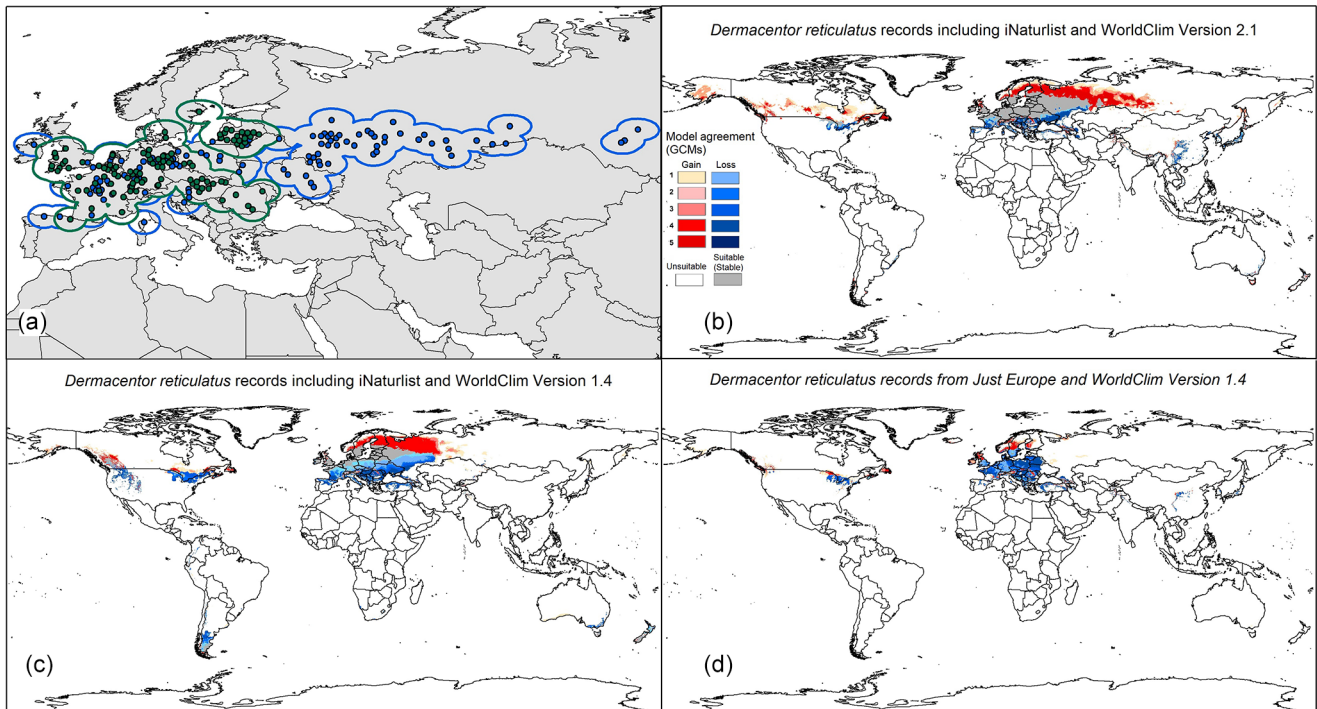 (a)
Dermacentor reticulatus records including iNaturlist and WorldClim Version 2.1
Model agreement
(GCMs)
Gain Loss
1
2
3
4
5
Unsuitable Suitable
(Stable)
(b)
Dermacentor reticulatus records including iNaturlist and WorldClim Version 1.4
(c)
Dermacentor reticulatus records from Just Europe and WorldClim Version 1.4
(d)